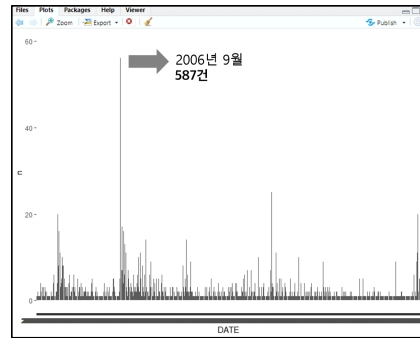 Files Plots Packages Help Viewer
Zoom Export Publish
60
2006년 9월
587건
40
n
20
0
DATE